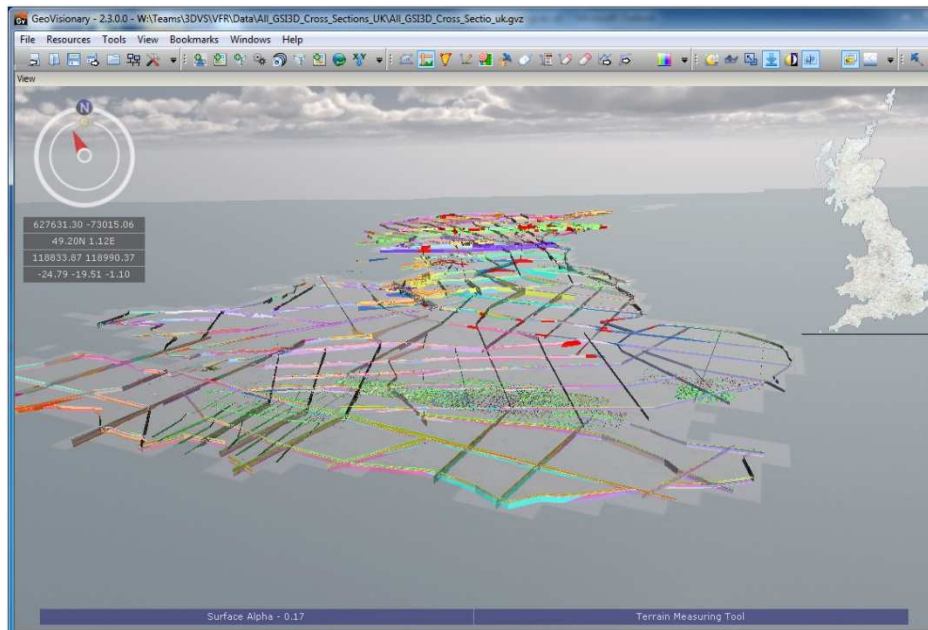 GeoVisionary - 2.3.0.0 - W:\Teams\3DVS\VFR\Data\All_GSI3D_Cross_Sections_UK\All_GSI3D_Cross_Sectio_uk.gvz
File Resources Tools View Bookmarks Windows Help
View
N
627631.30 -73015.06
49.20N 1.12E
118833.87 118990.37
-24.79 -19.51 -1.10
Surface Alpha - 0.17
Terrain Measuring Tool